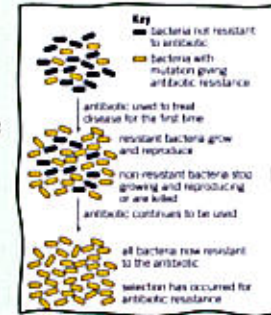 Key
bacteria not resistant
to antibiotic
bacteria with
mutation giving
antibiotic resistance
antibiotic used to treat
disease for the first time
resistant bacteria grow
and reproduce
non-resistant bacteria stop
growing and reproducing
or are killed
antibiotic continues to be used
all bacteria now resistant
to the antibiotic
selection has occurred for
antibiotic resistance